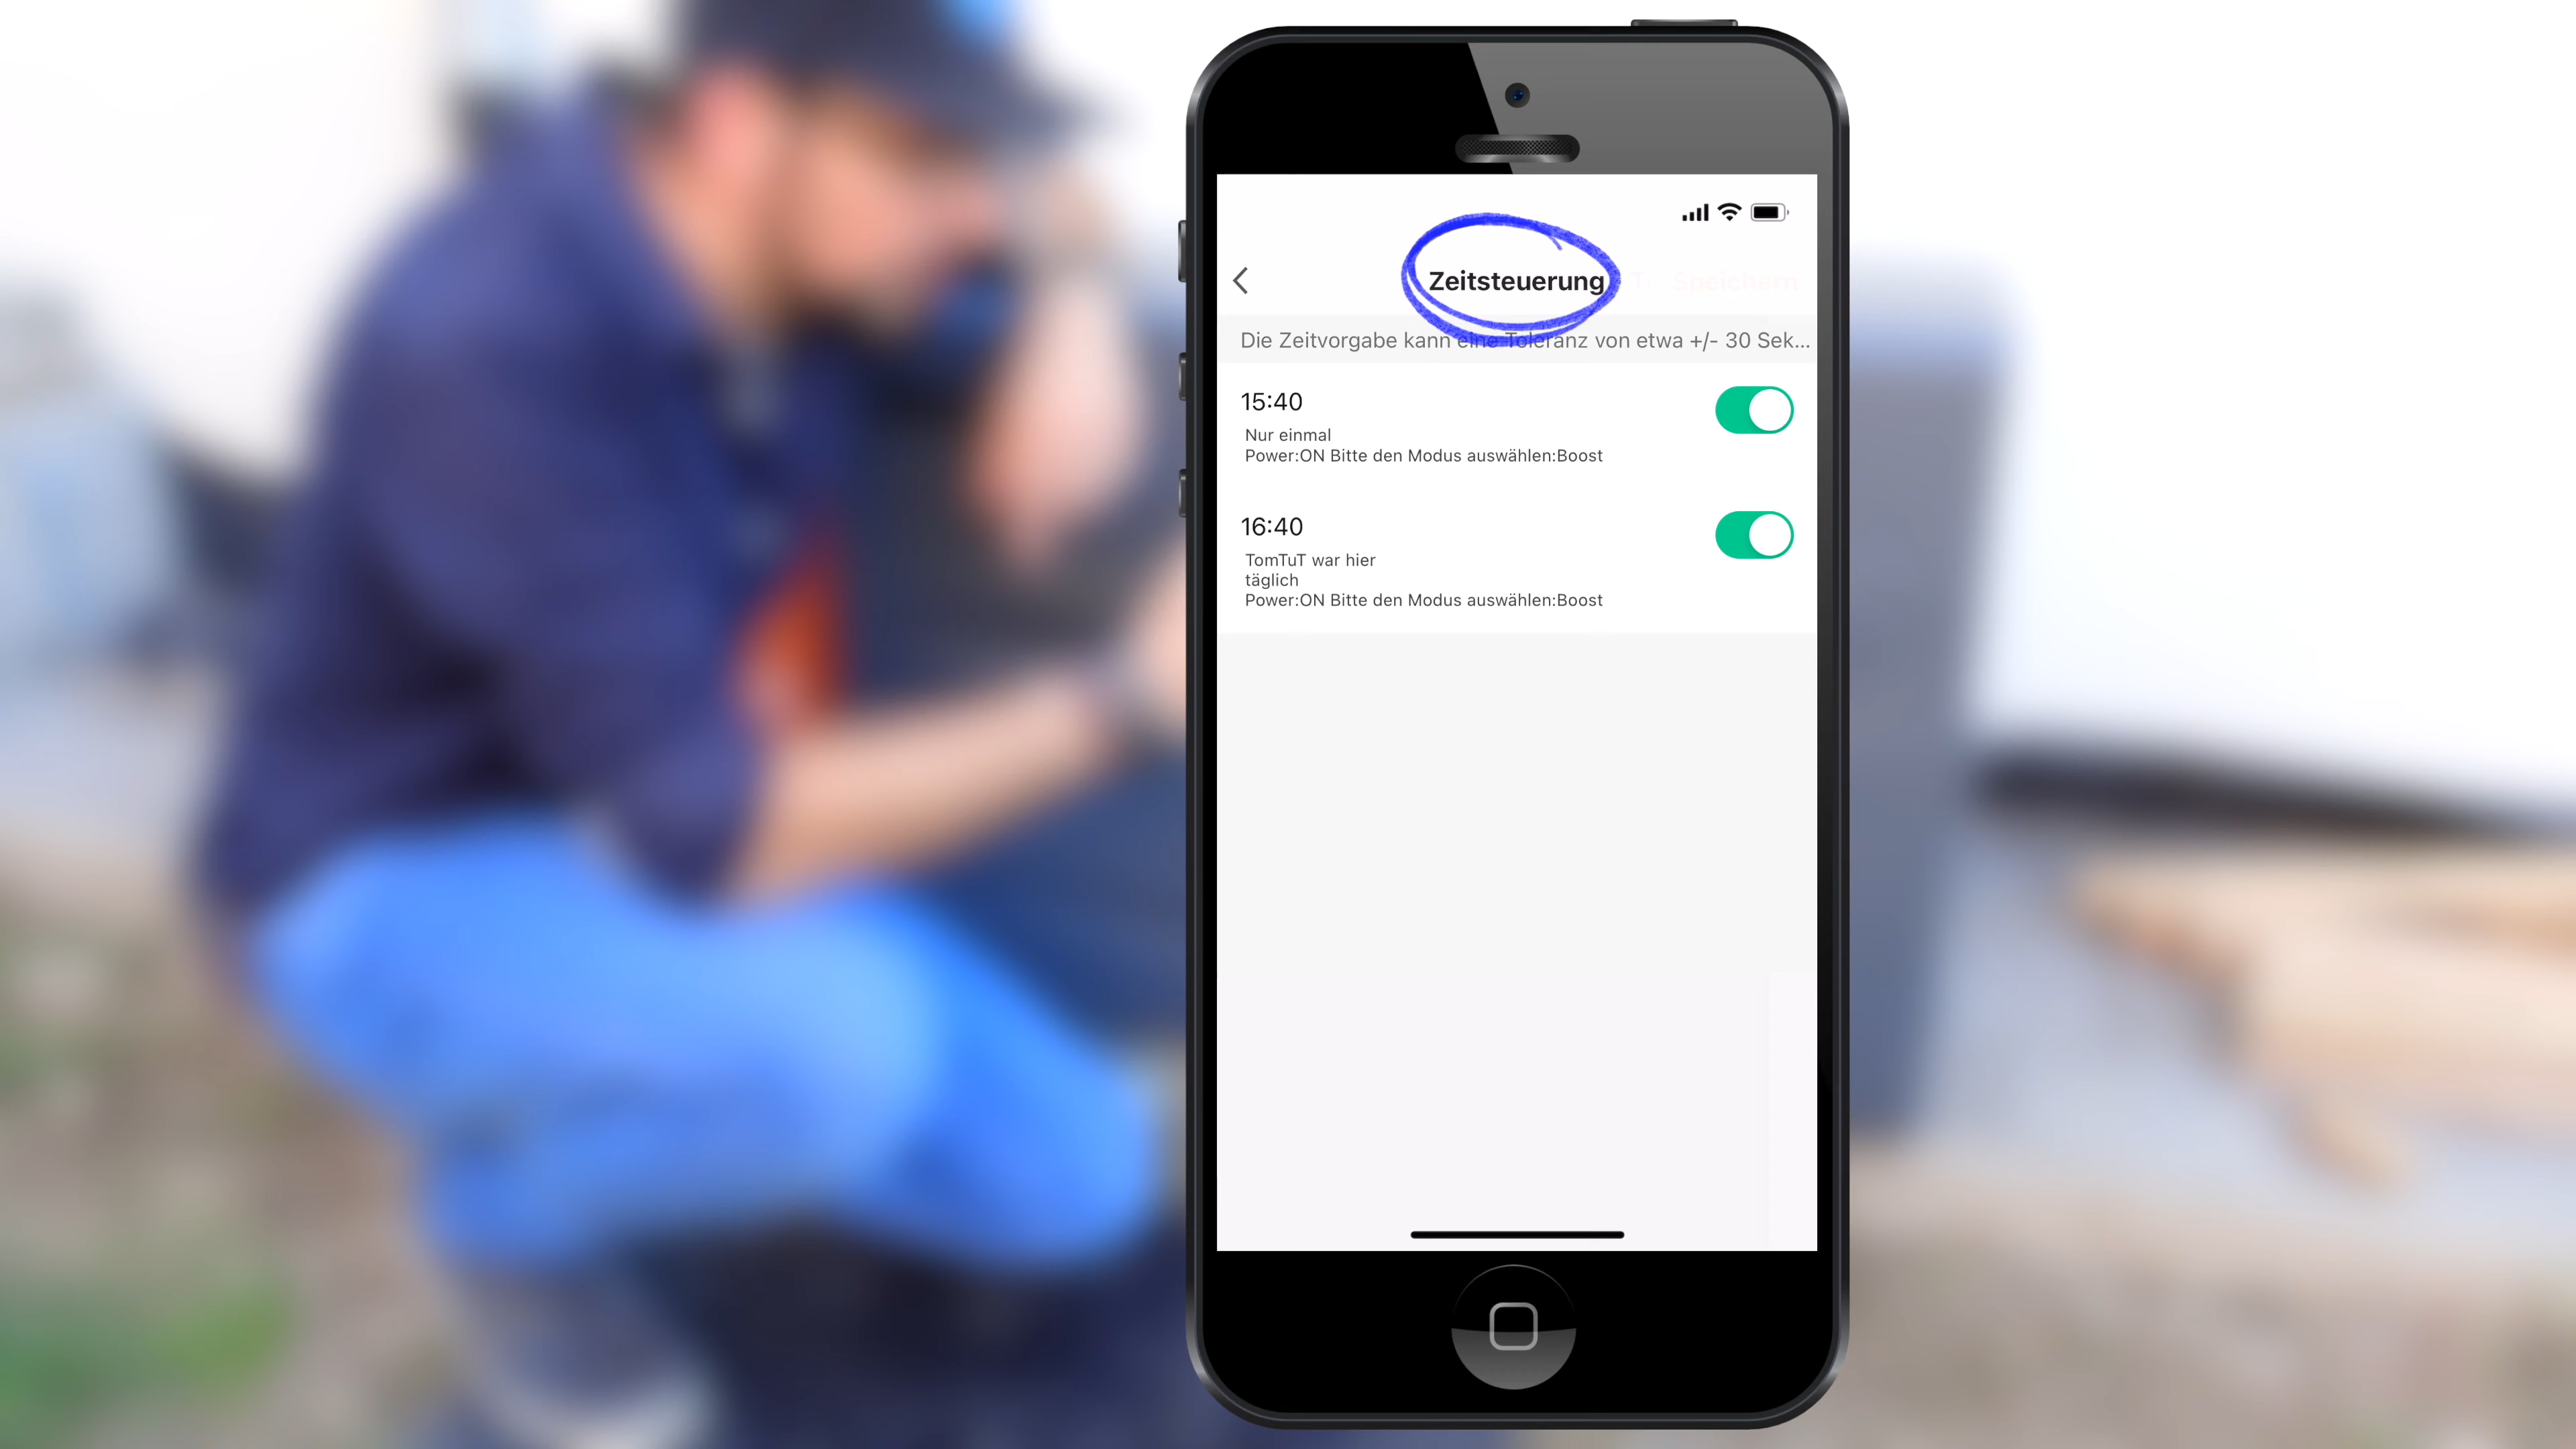 Zeitsteuerung
Speichern
Die Zeitvorgabe kann eine Toleranz von etwa +/- 30 Sek...
15:40
Nur einmal
Power:ON Bitte den Modus auswählen:Boost
16:40
TomTuT war hier
täglich
Power:ON Bitte den Modus auswählen:Boost